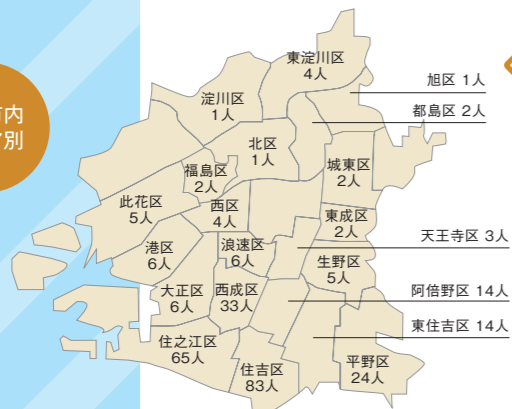 市内
別
東淀川区
4人
旭区 1人
淀川区
1人
都島区 2人
北区
1人
城東区
2人
福島区
2人
此花区
5人
西区
4人
東成区
2人
天王寺区 3人
港区
6人
浪速区
6人
生野区
5人
大正区
6人
西成区
33人
阿倍野区 14人
東住吉区 14人
住之江区
65人
住吉区
83人
平野区
24人